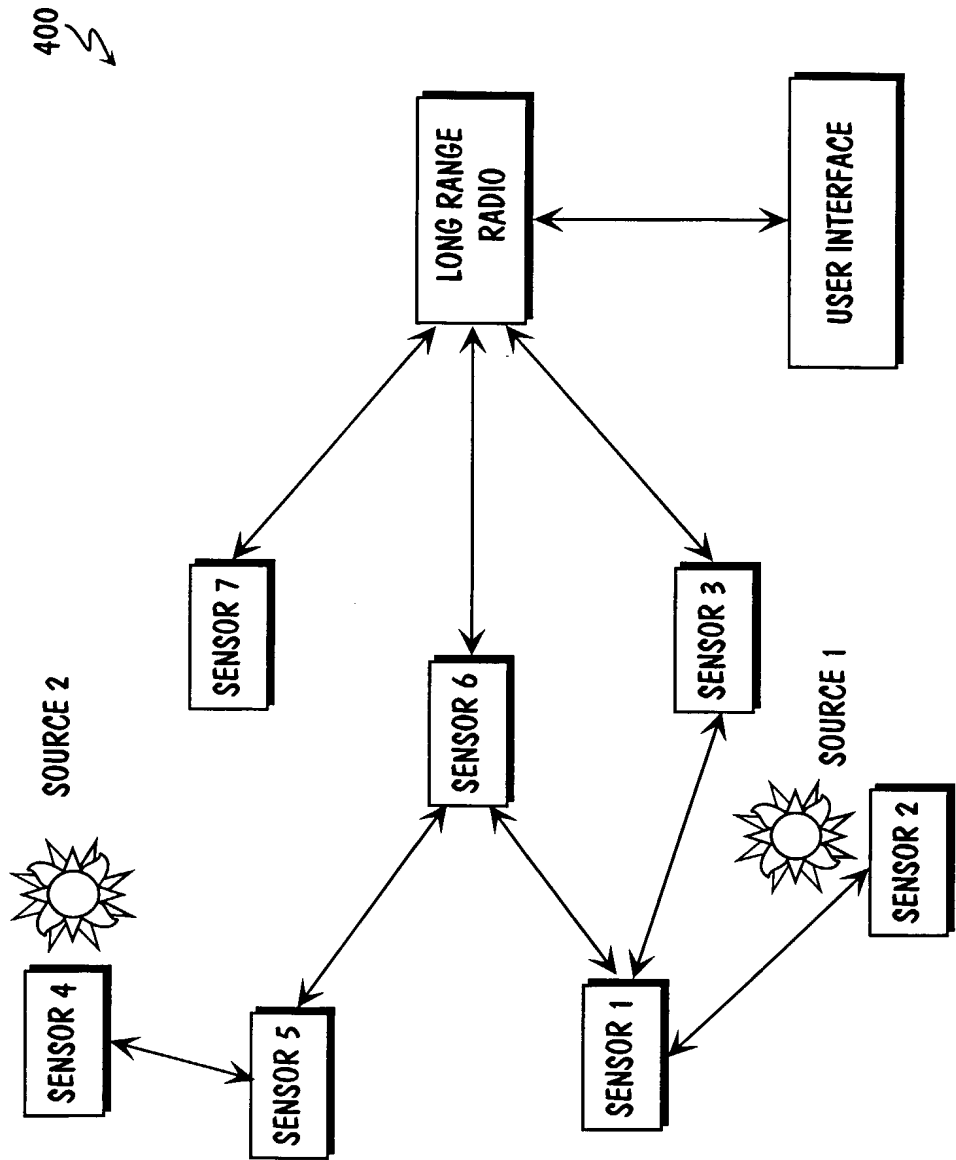 400
SOURCE 2
SENSOR 4
SENSOR 5
SENSOR 7
SENSOR 6
LONG RANGE
RADIO
SENSOR 1
SENSOR 3
SOURCE 1
SENSOR 2
USER INTERFACE